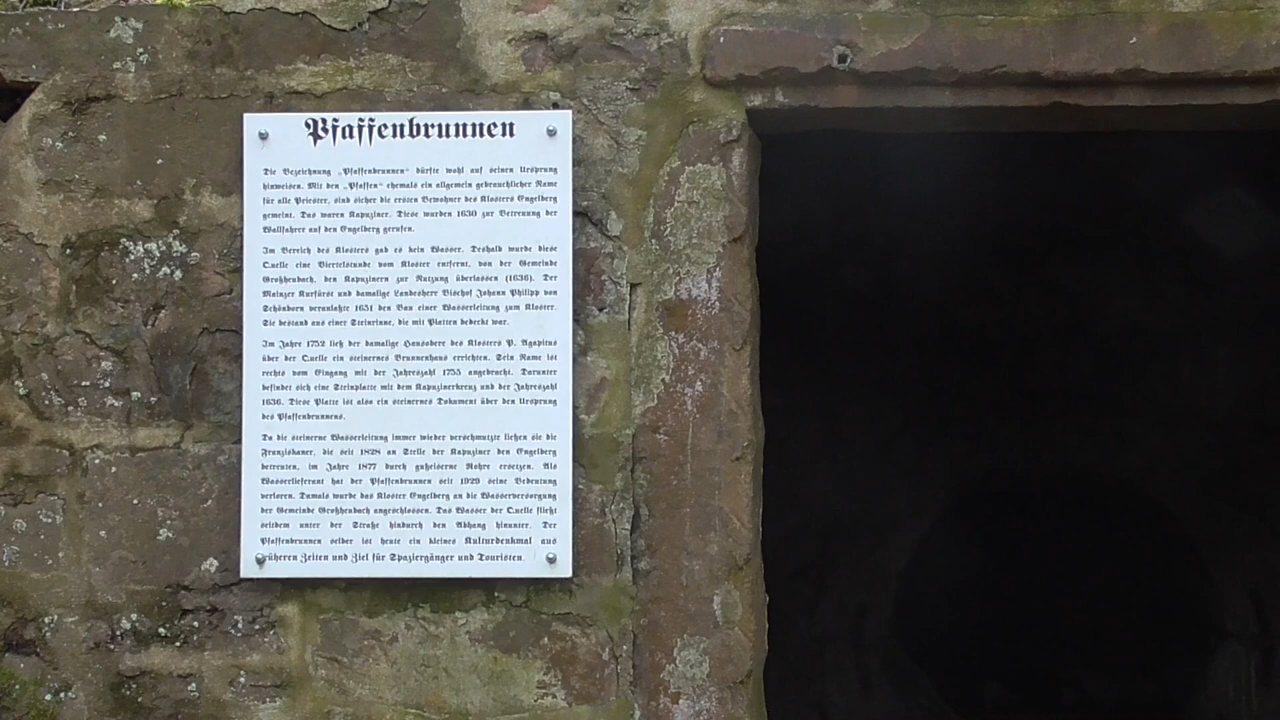 Pfaffenbrunnen
Die Bezeichnung „Pfaffenbrunnen“ dürfte wohl auf seinen Ursprung
hinweisen. Mit den „Pfaffen“ ehemals ein allgemein gebrauchlicher Name
für alle Priester, sind sicher die ersten Bewohner des Klosters Engelberg
gemeint. Das waren Kapuziner. Diese wurden 1630 zur Betreuung der
Wallfahrer auf den Engelberg gerufen.
Im Bereich des Klosters gab es kein Wasser. Deshalb wurde diese
Quelle eine Viertelstunde vom Kloster entfernt, von der Gemeinde
Großheubach, den Kapuzinern zur Nutzung überlassen (1636). Der
Mainzer Kurfürst und damalige Landesherr Bischof Johann Philipp von
Schönborn veranlaßte 1651 den Bau einer Wasserleitung zum Kloster.
Sie bestand aus einer Steinrinne, die mit Platten bedeckt war.
Im Jahre 1752 ließ der damalige Hausobere des Klosters P. Agapitus
über der Quelle ein steinernes Brunnenhaus errichten. Sein Name ist
rechts vom Eingang mit der Jahreszahl 1755 angebracht. Darunter
befindet sich eine Steinplatte mit dem Kapuzinerkreuz und der Jahreszahl
1636. Diese Platte ist also ein steinernes Dokument über den Ursprung
des Pfaffenbrunnens.
Da die steinerne Wasserleitung immer wieder verschmutzte ließen sie die
Franziskaner, die seit 1828 an Stelle der Kapuziner den Engelberg
betreuten, im Jahre 1877 durch gußeiserne Rohre ersetzen. Als
Wasserlieferant hat der Pfaffenbrunnen seit 1929 seine Bedeutung
verloren. Damals wurde das Kloster Engelberg an die Wasserversorgung
der Gemeinde Großheubach angeschlossen. Das Wasser der Quelle fließt
seitdem unter der Straße hindurch den Abhang hinunter. Der
Pfaffenbrunnen selber ist heute ein kleines Kulturdenkmal aus
früheren Zeiten und Ziel für Spaziergänger und Touristen.